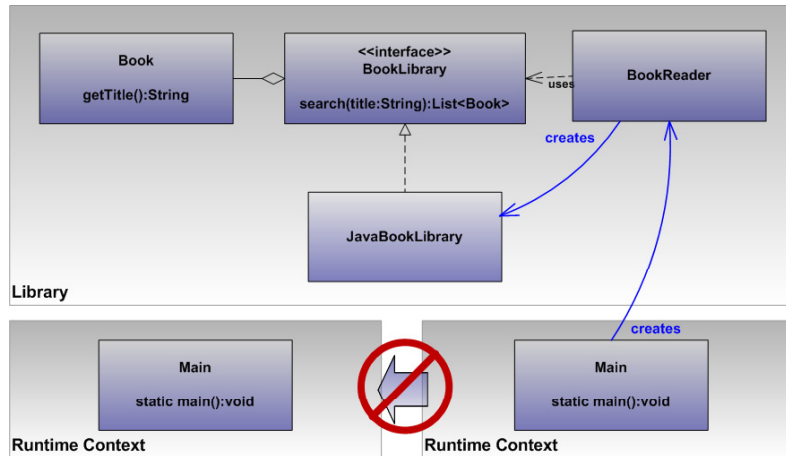 Book
getTitle():String
<<interface>>
BookLibrary
search(title:String):List<Book>
uses
BookReader
creates
JavaBookLibrary
Library
creates
Main
static main():void
Runtime Context
Main
static main():void
Runtime Context